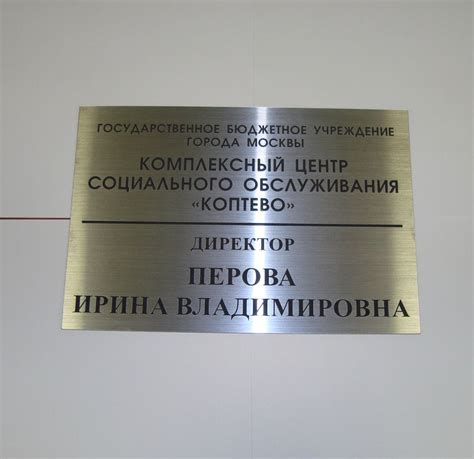 ГОСУДАРСТВЕННОЕ БЮДЖЕТНОЕ УЧРЕЖДЕНИЕ
ГОРОДА МОСКВЫ
КОМПЛЕКСНЫЙ ЦЕНТР
СОЦИАЛЬНОГО ОБСЛУЖИВАНИЯ
«КОПТЕВО»
ДИРЕКТОР
ПЕРОВА
ИРИНА ВЛАДИМИРОВНА